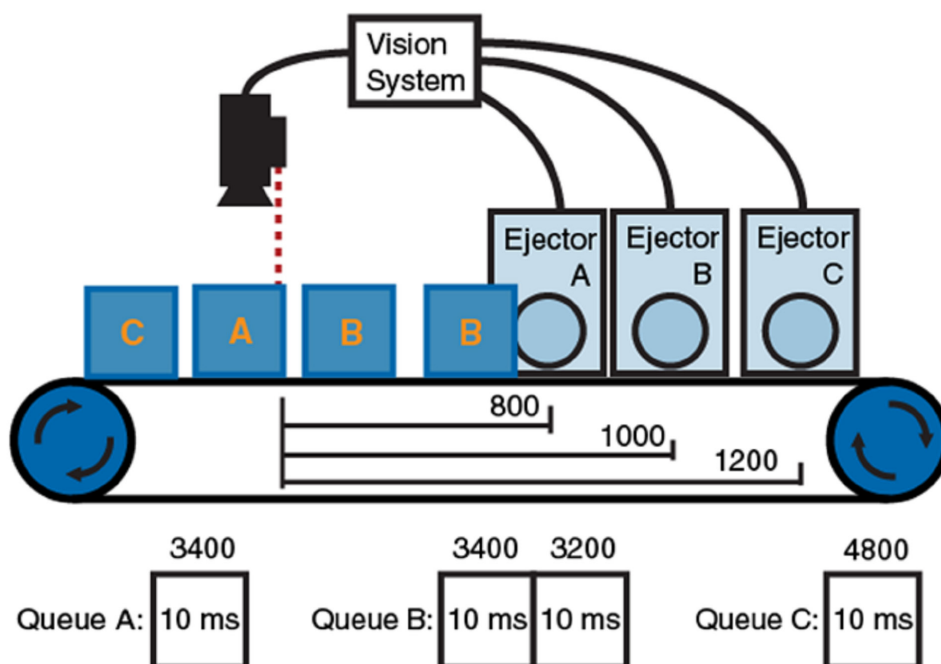 Vision
System
Ejector
A
Ejector
B
Ejector
C
C
A
B
B
800
1000
1200
3400
3400
3200
4800
Queue A:
10 ms
Queue B:
10 ms
10 ms
Queue C:
10 ms